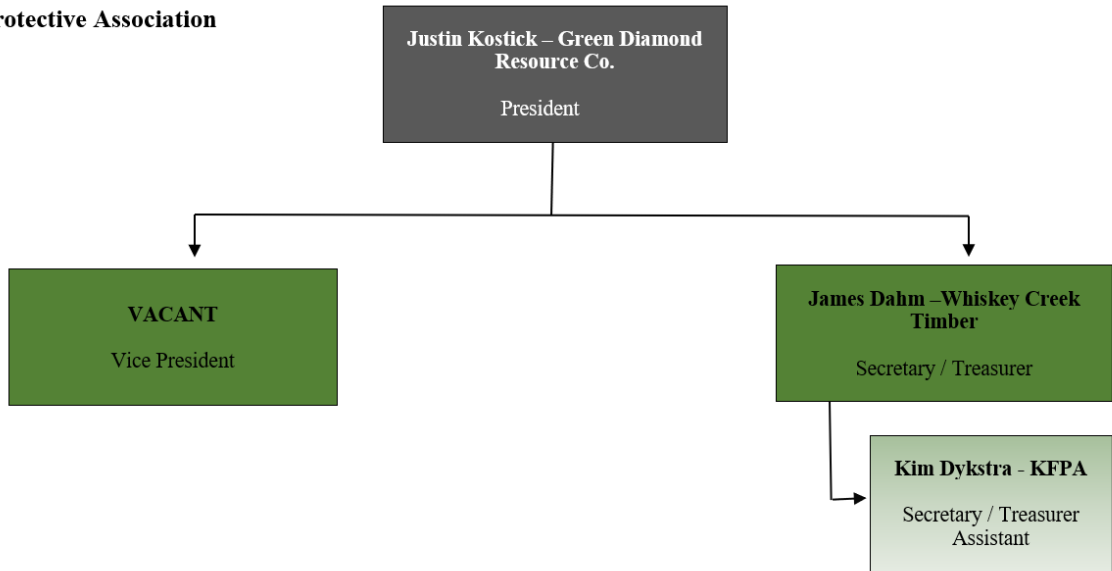 Protective Association
Justin Kostick – Green Diamond
Resource Co.
President
VACANT
Vice President
James Dahm –Whiskey Creek
Timber
Secretary / Treasurer
Kim Dykstra - KFPA
Secretary / Treasurer
Assistant